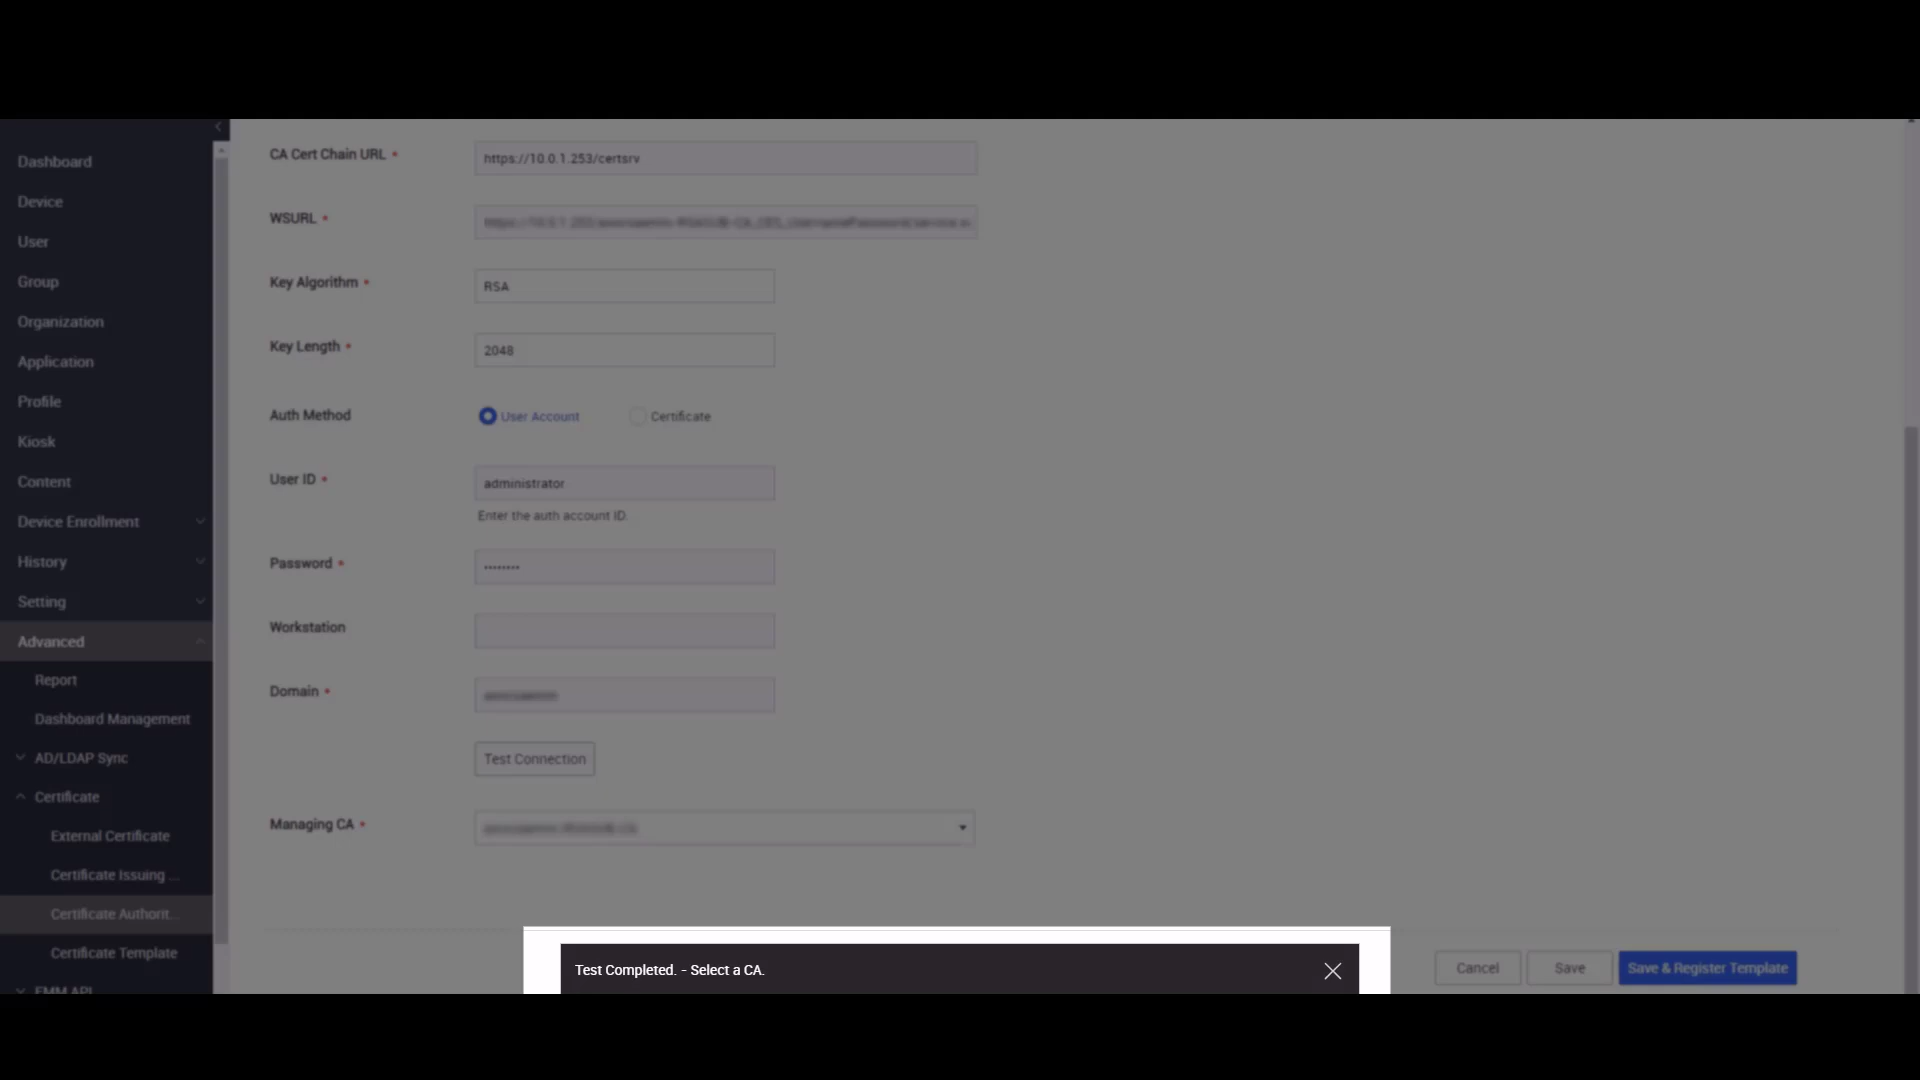 Dashboard
Device
User
Group
Organization
Application
Profile
Kiosk
Content
Device Enrollment
History
Setting
Advanced
Report
Dashboard Management
AD/LDAP Sync
Certificate
External Certificate
Certificate Issuing ...
Certificate Authorit...
Certificate Template
EMM API
CA Cert Chain URL *
https://10.0.1.253/certsrv
WSURL *
Key Algorithm *
RSA
Key Length *
2048
Auth Method
User Account
Certificate
User ID *
administrator
Enter the auth account ID.
Password *
••••••••
Workstation
Domain *
Test Connection
Managing CA *
Test Completed. - Select a CA.
Cancel
Save
Save & Register Template